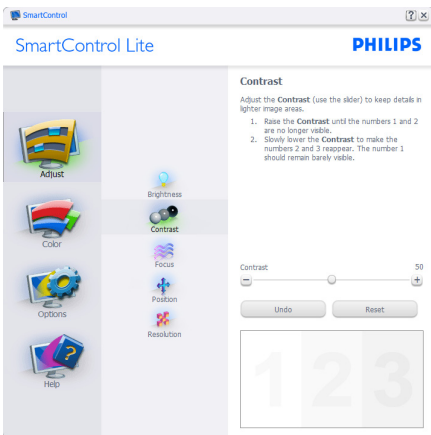 SmartControl
SmartControl Lite
PHILIPS
Adjust
Color
Options
Help
Brightness
Contrast
Focus
Position
Resolution
Contrast
Adjust the Contrast (use the slider) to keep details in
lighter image areas.
1. Raise the Contrast until the numbers 1 and 2
are no longer visible.
2. Slowly lower the Contrast to make the
numbers 2 and 3 reappear. The number 1
should remain barely visible.
Contrast 50
Undo Reset
1 2 3